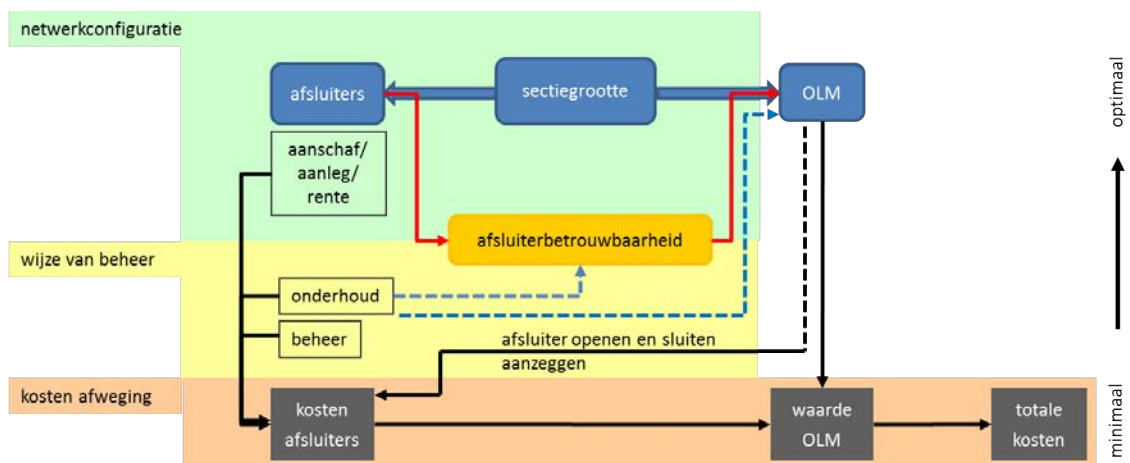 netwerkconfiguratie
afsluiters
sectiegrootte
OLM
optimaal
aanschaf/
aanleg/
rente
afsluiterbetrouwbaarheid
wijze van beheer
onderhoud
beheer
afsluiter openen en sluiten
aanzeggen
kosten afweging
kosten
afsluiters
waarde
OLM
totale
kosten
minimaal